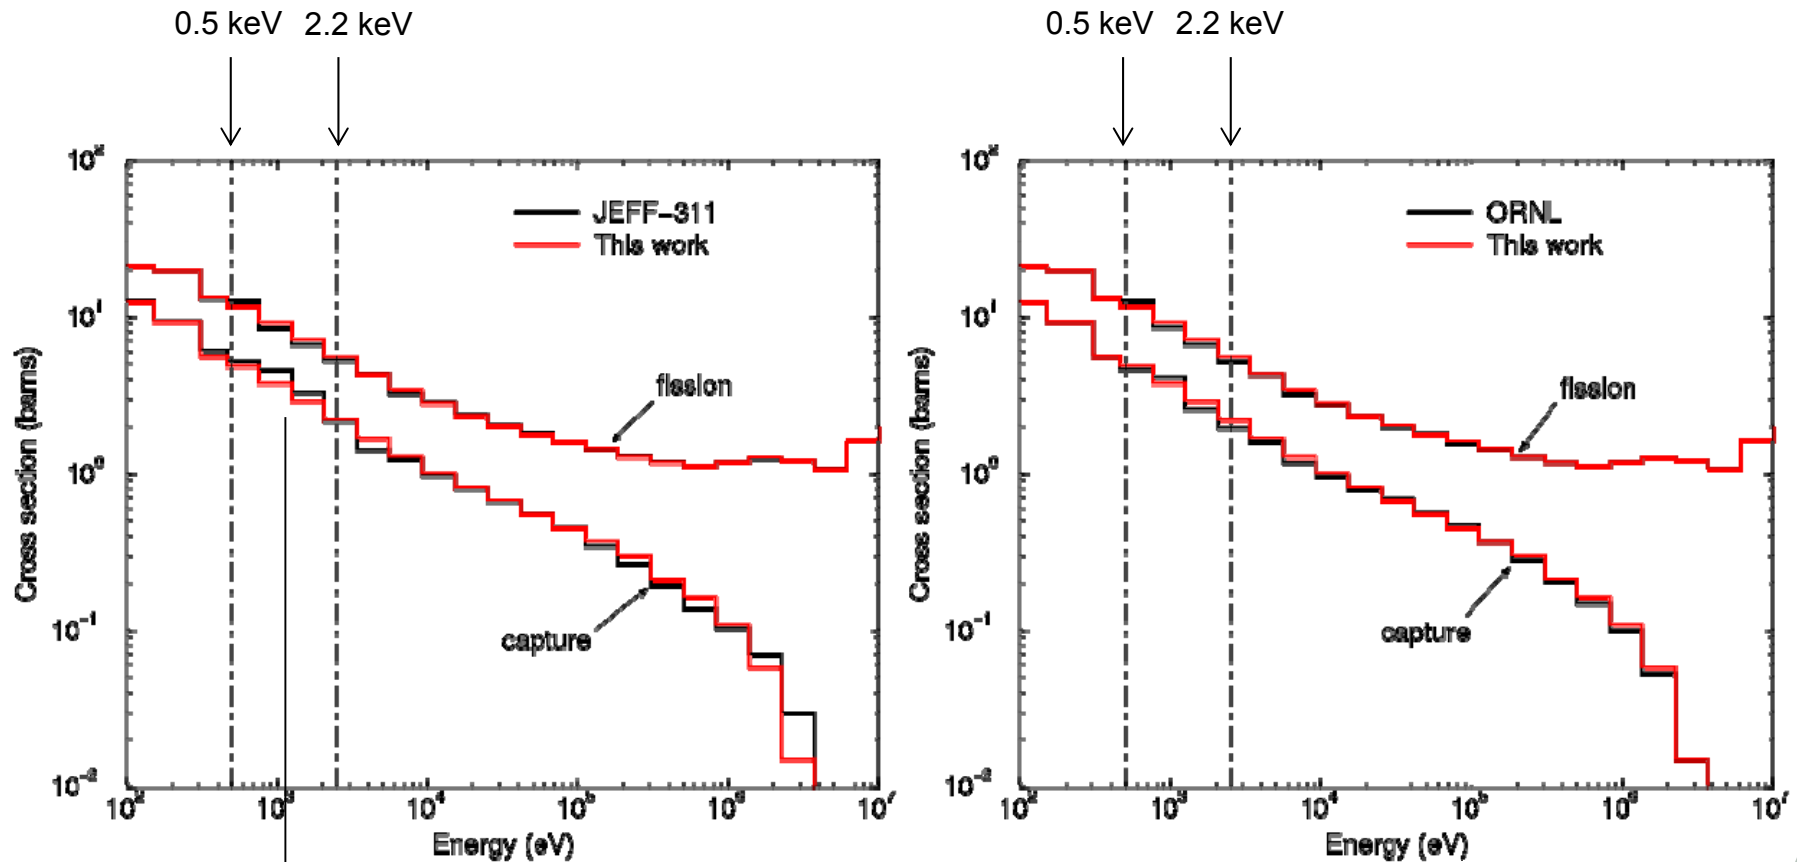 0.5 keV 2.2 keV
0.5 keV 2.2 keV
10²
JEFF-311
This work
10¹
fission
10⁰
capture
10⁻¹
10⁻²
10² 10³ 10⁴ 10⁵ 10⁶ 10⁷
Energy (eV)
Cross section (barns)
10²
ORNL
This work
10¹
fission
10⁰
capture
10⁻¹
10⁻²
10² 10³ 10⁴ 10⁵ 10⁶ 10⁷
Energy (eV)
Cross section (barns)